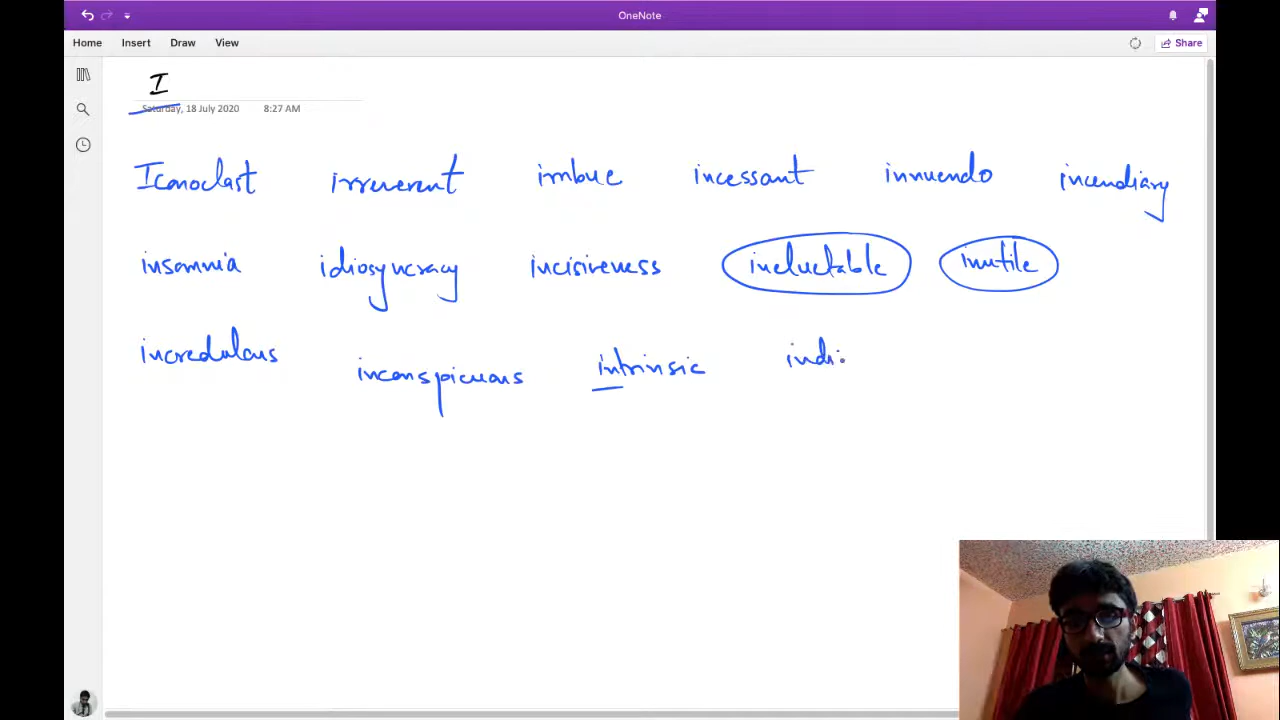 OneNote
Home Insert Draw View Share
I
Saturday, 18 July 2020 8:27 AM
Iconoclast irreverent imbue incessant innuendo incendiary
insomnia idiosyncracy incisiveness ineluctable inutile
incredulous inconspicuous intrinsic indi